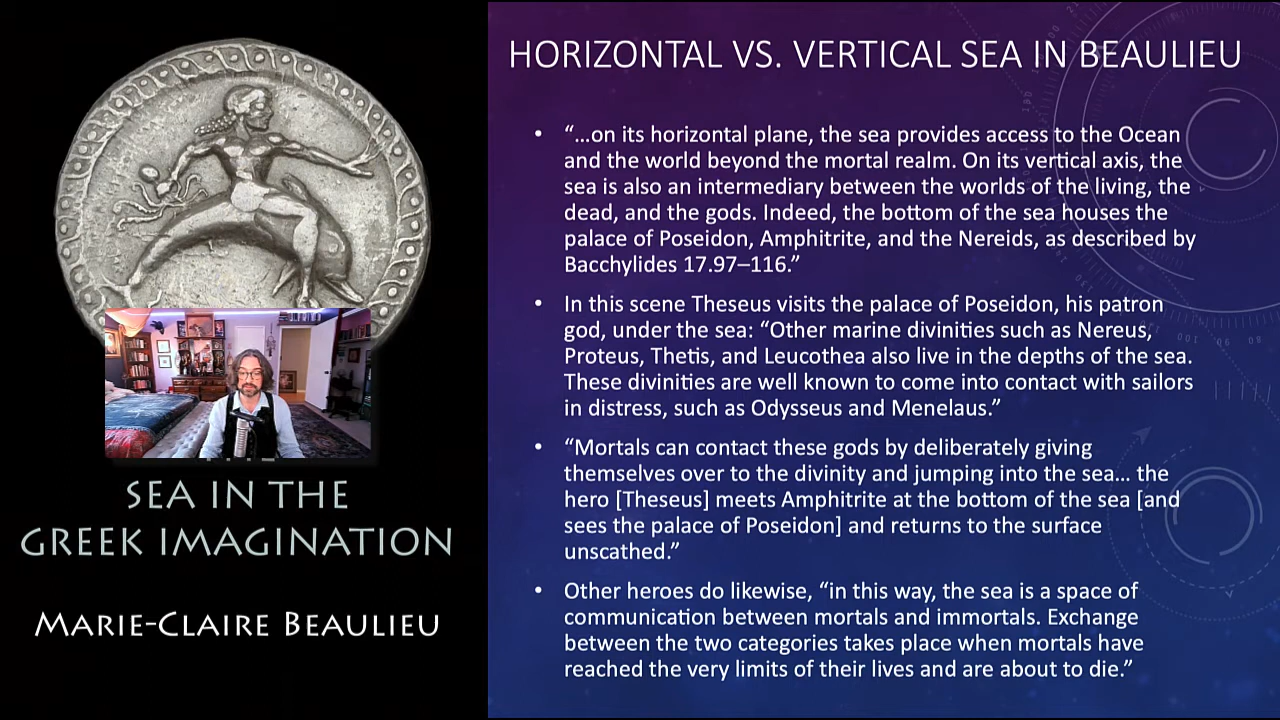 SEA IN THE
GREEK IMAGINATION
MARIE-CLAIRE BEAULIEU
HORIZONTAL VS. VERTICAL SEA IN BEAULIEU
• “…on its horizontal plane, the sea provides access to the Ocean
and the world beyond the mortal realm. On its vertical axis, the
sea is also an intermediary between the worlds of the living, the
dead, and the gods. Indeed, the bottom of the sea houses the
palace of Poseidon, Amphitrite, and the Nereids, as described by
Bacchylides 17.97–116.”
• In this scene Theseus visits the palace of Poseidon, his patron
god, under the sea: “Other marine divinities such as Nereus,
Proteus, Thetis, and Leucothea also live in the depths of the sea.
These divinities are well known to come into contact with sailors
in distress, such as Odysseus and Menelaus.”
• “Mortals can contact these gods by deliberately giving
themselves over to the divinity and jumping into the sea… the
hero [Theseus] meets Amphitrite at the bottom of the sea [and
sees the palace of Poseidon] and returns to the surface
unscathed.”
• Other heroes do likewise, “in this way, the sea is a space of
communication between mortals and immortals. Exchange
between the two categories takes place when mortals have
reached the very limits of their lives and are about to die.”